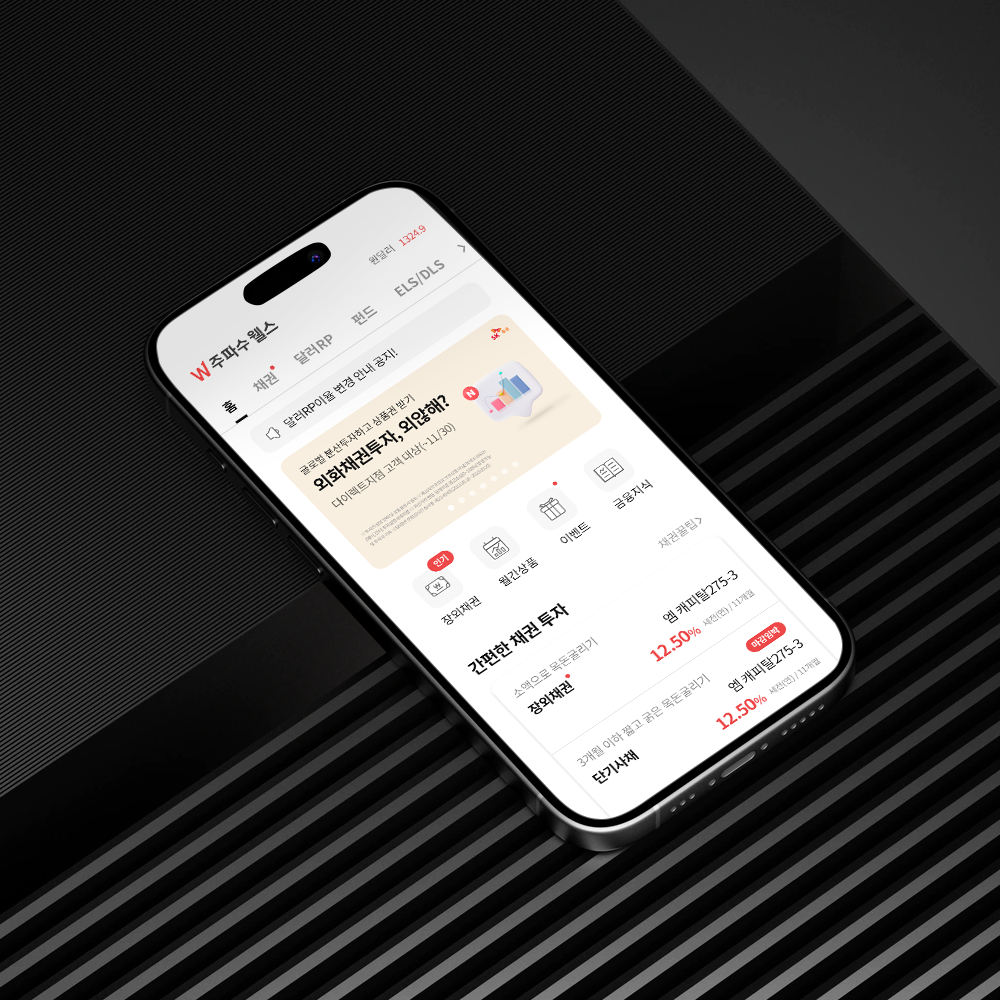 원달러 1324.9
W주파수웰스
홈 채권 달러RP 펀드 ELS/DLS
달러RP이율 변경 안내 공지!
글로벌 분산투자하고 상품권 받기
외화채권투자, 외않해?
다이렉트지점 고객 대상(~11/30)
SK증권
N
인기
장외채권
월간상품
이벤트
금융지식
간편한 채권 투자
채권꿀팁
소액으로 목돈굴리기
장외채권
엠 캐피탈275-3
12.50% 세전(연) / 11개월
마감임박
3개월 이하 짧고 굵은 목돈굴리기
단기사채
엠 캐피탈275-3
12.50% 세전(연) / 11개월